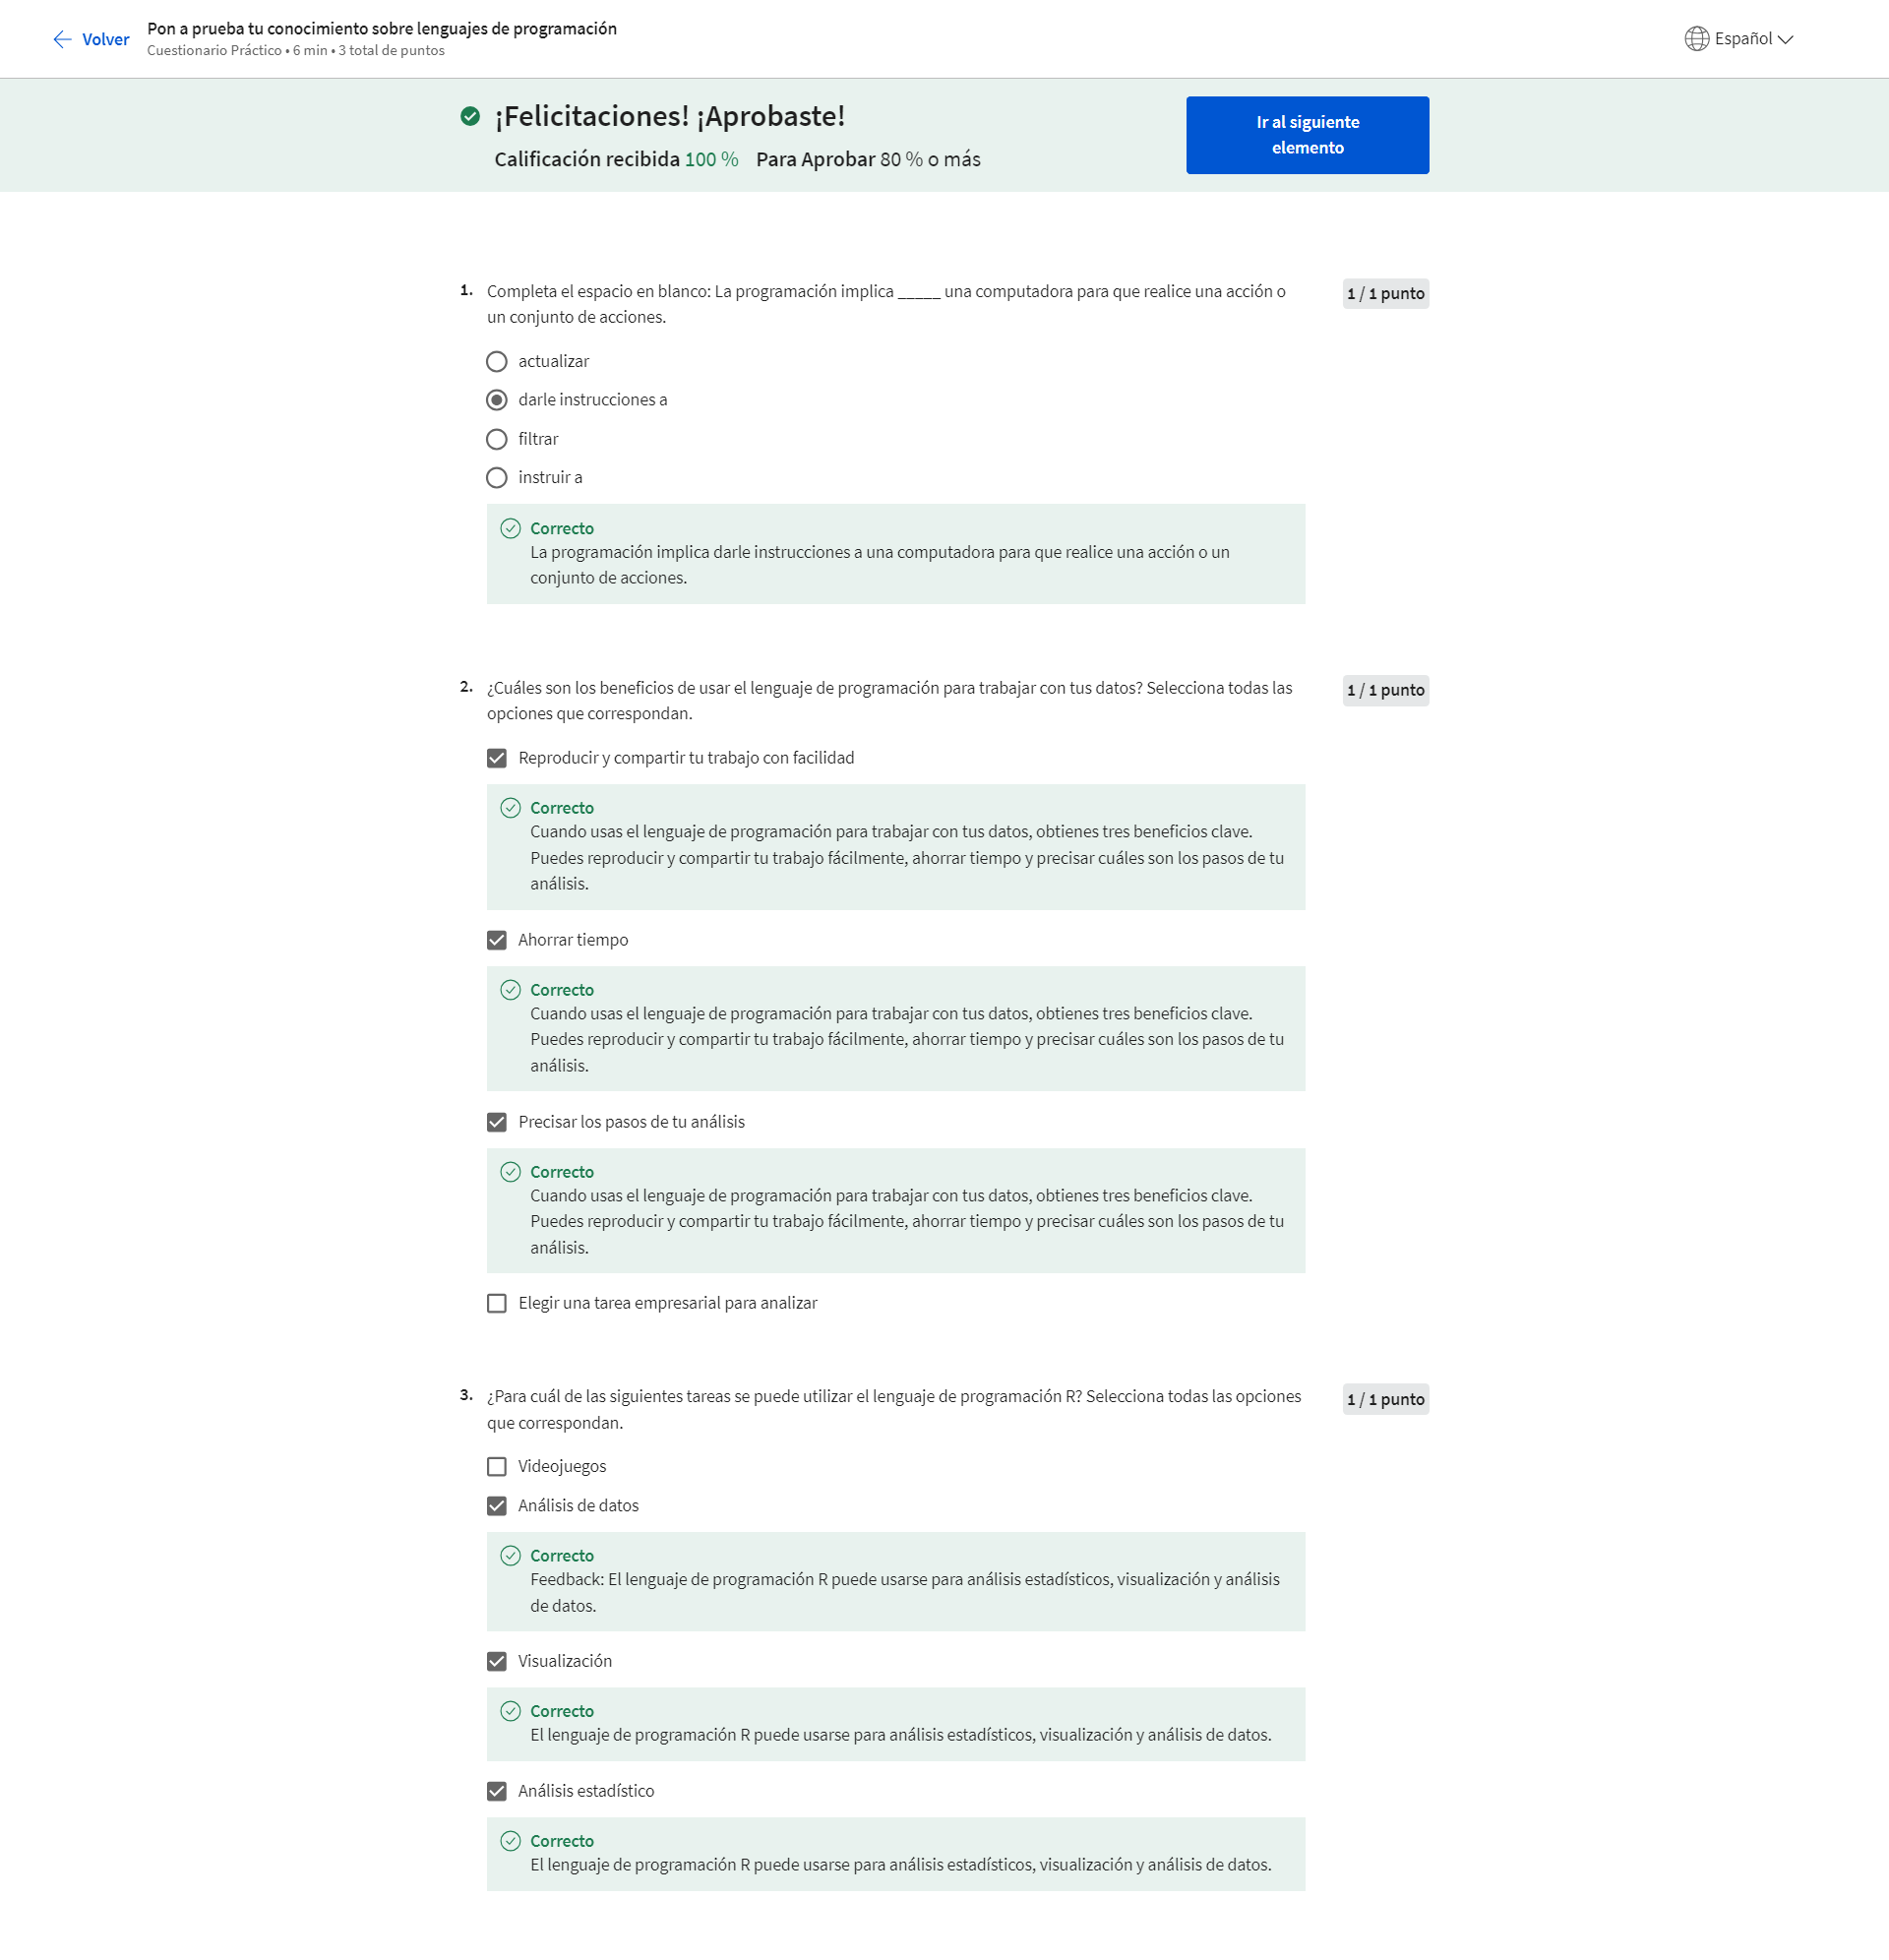 Volver
Pon a prueba tu conocimiento sobre lenguajes de programación
Cuestionario Práctico • 6 min • 3 total de puntos
Español
¡Felicitaciones! ¡Aprobaste!
Calificación recibida 100 % Para Aprobar 80 % o más
Ir al siguiente
elemento
1. Completa el espacio en blanco: La programación implica _____ una computadora para que realice una acción o
un conjunto de acciones.
1 / 1 punto
actualizar
darle instrucciones a
filtrar
instruir a
Correcto
La programación implica darle instrucciones a una computadora para que realice una acción o un
conjunto de acciones.
2. ¿Cuáles son los beneficios de usar el lenguaje de programación para trabajar con tus datos? Selecciona todas las
opciones que correspondan.
1 / 1 punto
Reproducir y compartir tu trabajo con facilidad
Correcto
Cuando usas el lenguaje de programación para trabajar con tus datos, obtienes tres beneficios clave.
Puedes reproducir y compartir tu trabajo fácilmente, ahorrar tiempo y precisar cuáles son los pasos de tu
análisis.
Ahorrar tiempo
Correcto
Cuando usas el lenguaje de programación para trabajar con tus datos, obtienes tres beneficios clave.
Puedes reproducir y compartir tu trabajo fácilmente, ahorrar tiempo y precisar cuáles son los pasos de tu
análisis.
Precisar los pasos de tu análisis
Correcto
Cuando usas el lenguaje de programación para trabajar con tus datos, obtienes tres beneficios clave.
Puedes reproducir y compartir tu trabajo fácilmente, ahorrar tiempo y precisar cuáles son los pasos de tu
análisis.
Elegir una tarea empresarial para analizar
3. ¿Para cuál de las siguientes tareas se puede utilizar el lenguaje de programación R? Selecciona todas las opciones
que correspondan.
1 / 1 punto
Videojuegos
Análisis de datos
Correcto
Feedback: El lenguaje de programación R puede usarse para análisis estadísticos, visualización y análisis
de datos.
Visualización
Correcto
El lenguaje de programación R puede usarse para análisis estadísticos, visualización y análisis de datos.
Análisis estadístico
Correcto
El lenguaje de programación R puede usarse para análisis estadísticos, visualización y análisis de datos.